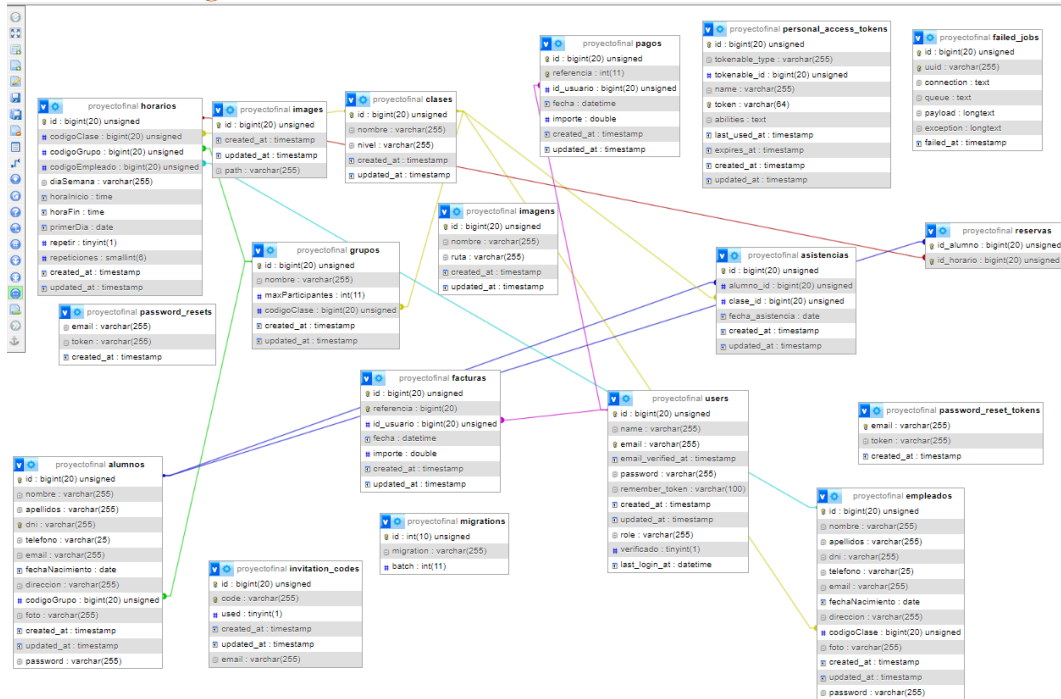 proyectofinal pagos
id : bigint(20) unsigned
referencia : int(11)
id_usuario : bigint(20) unsigned
fecha : datetime
importe : double
created_at : timestamp
updated_at : timestamp
proyectofinal personal_access_tokens
id : bigint(20) unsigned
tokenable_type : varchar(255)
tokenable_id : bigint(20) unsigned
name : varchar(255)
token : varchar(64)
abilities : text
last_used_at : timestamp
expires_at : timestamp
created_at : timestamp
updated_at : timestamp
proyectofinal failed_jobs
id : bigint(20) unsigned
uuid : varchar(255)
connection : text
queue : text
payload : longtext
exception : longtext
failed_at : timestamp
proyectofinal horarios
id : bigint(20) unsigned
codigoClase : bigint(20) unsigned
codigoGrupo : bigint(20) unsigned
codigoEmpleado : bigint(20) unsigned
diaSemana : varchar(255)
horaInicio : time
horaFin : time
primerDia : date
repetir : tinyint(1)
repeticiones : smallint(6)
created_at : timestamp
updated_at : timestamp
proyectofinal images
id : bigint(20) unsigned
created_at : timestamp
updated_at : timestamp
path : varchar(255)
proyectofinal clases
id : bigint(20) unsigned
nombre : varchar(255)
nivel : varchar(255)
created_at : timestamp
updated_at : timestamp
proyectofinal imagens
id : bigint(20) unsigned
nombre : varchar(255)
ruta : varchar(255)
created_at : timestamp
updated_at : timestamp
proyectofinal reservas
id_alumno : bigint(20) unsigned
id_horario : bigint(20) unsigned
proyectofinal grupos
id : bigint(20) unsigned
nombre : varchar(255)
maxParticipantes : int(11)
codigoClase : bigint(20) unsigned
created_at : timestamp
updated_at : timestamp
proyectofinal asistencias
id : bigint(20) unsigned
alumno_id : bigint(20) unsigned
clase_id : bigint(20) unsigned
fecha_asistencia : date
created_at : timestamp
updated_at : timestamp
proyectofinal password_resets
email : varchar(255)
token : varchar(255)
created_at : timestamp
proyectofinal facturas
id : bigint(20) unsigned
referencia : bigint(20)
id_usuario : bigint(20) unsigned
fecha : datetime
importe : double
created_at : timestamp
updated_at : timestamp
proyectofinal users
id : bigint(20) unsigned
name : varchar(255)
email : varchar(255)
email_verified_at : timestamp
password : varchar(255)
remember_token : varchar(100)
created_at : timestamp
updated_at : timestamp
role : varchar(255)
verificado : tinyint(1)
last_login_at : datetime
proyectofinal password_reset_tokens
email : varchar(255)
token : varchar(255)
created_at : timestamp
proyectofinal alumnos
id : bigint(20) unsigned
nombre : varchar(255)
apellidos : varchar(255)
dni : varchar(255)
telefono : varchar(25)
email : varchar(255)
fechaNacimiento : date
direccion : varchar(255)
codigoGrupo : bigint(20) unsigned
foto : varchar(255)
created_at : timestamp
updated_at : timestamp
password : varchar(255)
proyectofinal empleados
id : bigint(20) unsigned
nombre : varchar(255)
apellidos : varchar(255)
dni : varchar(255)
telefono : varchar(25)
email : varchar(255)
fechaNacimiento : date
direccion : varchar(255)
codigoClase : bigint(20) unsigned
foto : varchar(255)
created_at : timestamp
updated_at : timestamp
password : varchar(255)
proyectofinal migrations
id : int(10) unsigned
migration : varchar(255)
batch : int(11)
proyectofinal invitation_codes
id : bigint(20) unsigned
code : varchar(255)
used : tinyint(1)
created_at : timestamp
updated_at : timestamp
email : varchar(255)